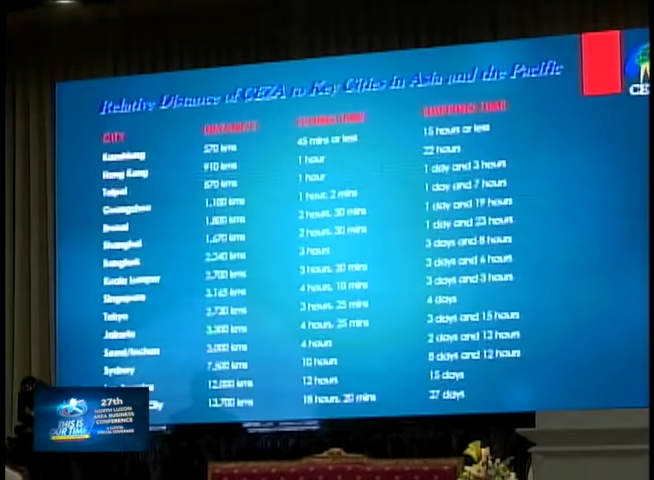 Relative Distance of CEZA to Key Cities in Asia and the Pacific
CITY DISTANCE FLYING TIME SHIPPING TIME
Kaohsiung 570 kms 45 mins or less 15 hours or less
Hong Kong 910 kms 1 hour 22 hours
Taipei 870 kms 1 hour 1 day and 3 hours
Guangzhou 1,100 kms 1 hour, 2 mins 1 day and 7 hours
Brunei 1,800 kms 2 hours, 30 mins 1 day and 19 hours
Shanghai 1,670 kms 2 hours, 30 mins 1 day and 23 hours
Bangkok 2,240 kms 3 hours 3 days and 8 hours
Kuala Lumpur 2,700 kms 3 hours, 20 mins 3 days and 6 hours
Singapore 3,165 kms 4 hours, 10 mins 3 days and 3 hours
Tokyo 2,730 kms 3 hours, 25 mins 4 days
Jakarta 3,300 kms 4 hours, 25 mins 3 days and 15 hours
Seoul/Incheon 3,000 kms 4 hours 2 days and 12 hours
Sydney 7,500 kms 10 hours 8 days and 12 hours
12,000 kms 13 hours 15 days
City 13,700 kms 18 hours, 20 mins 27 days
CE
THIS IS
OUR TIME
27th
NORTH LUZON
AREA BUSINESS
CONFERENCE